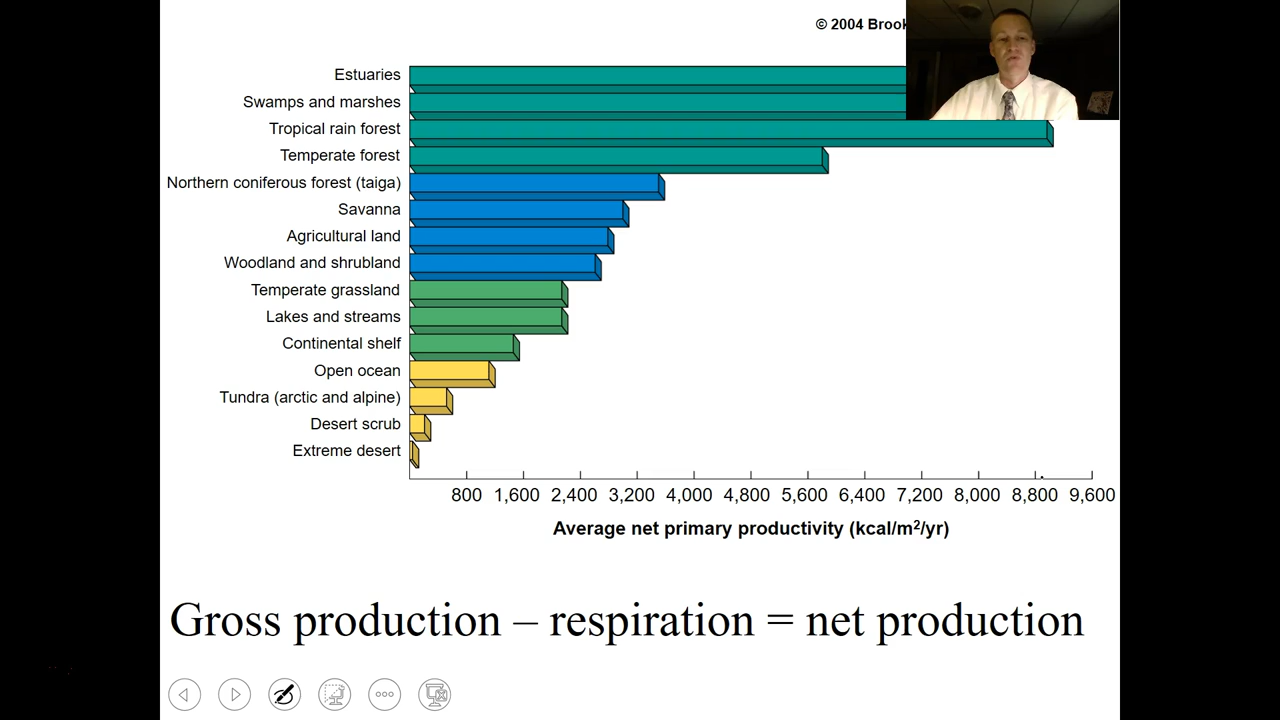 © 2004 Brook
Estuaries
Swamps and marshes
Tropical rain forest
Temperate forest
Northern coniferous forest (taiga)
Savanna
Agricultural land
Woodland and shrubland
Temperate grassland
Lakes and streams
Continental shelf
Open ocean
Tundra (arctic and alpine)
Desert scrub
Extreme desert
800 1,600 2,400 3,200 4,000 4,800 5,600 6,400 7,200 8,000 8,800 9,600
Average net primary productivity (kcal/m²/yr)
Gross production – respiration = net production